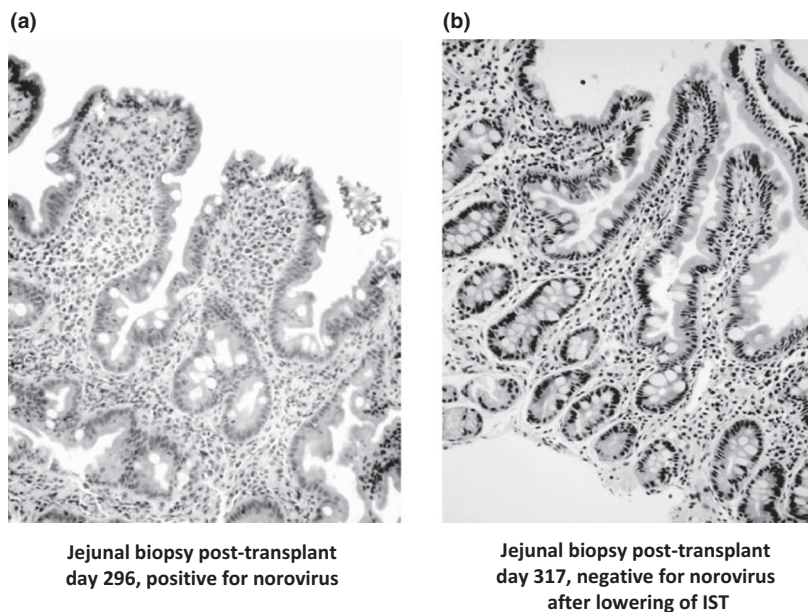 (a)
(b)
Jejunal biopsy post-transplant
day 296, positive for norovirus
Jejunal biopsy post-transplant
day 317, negative for norovirus
after lowering of IST